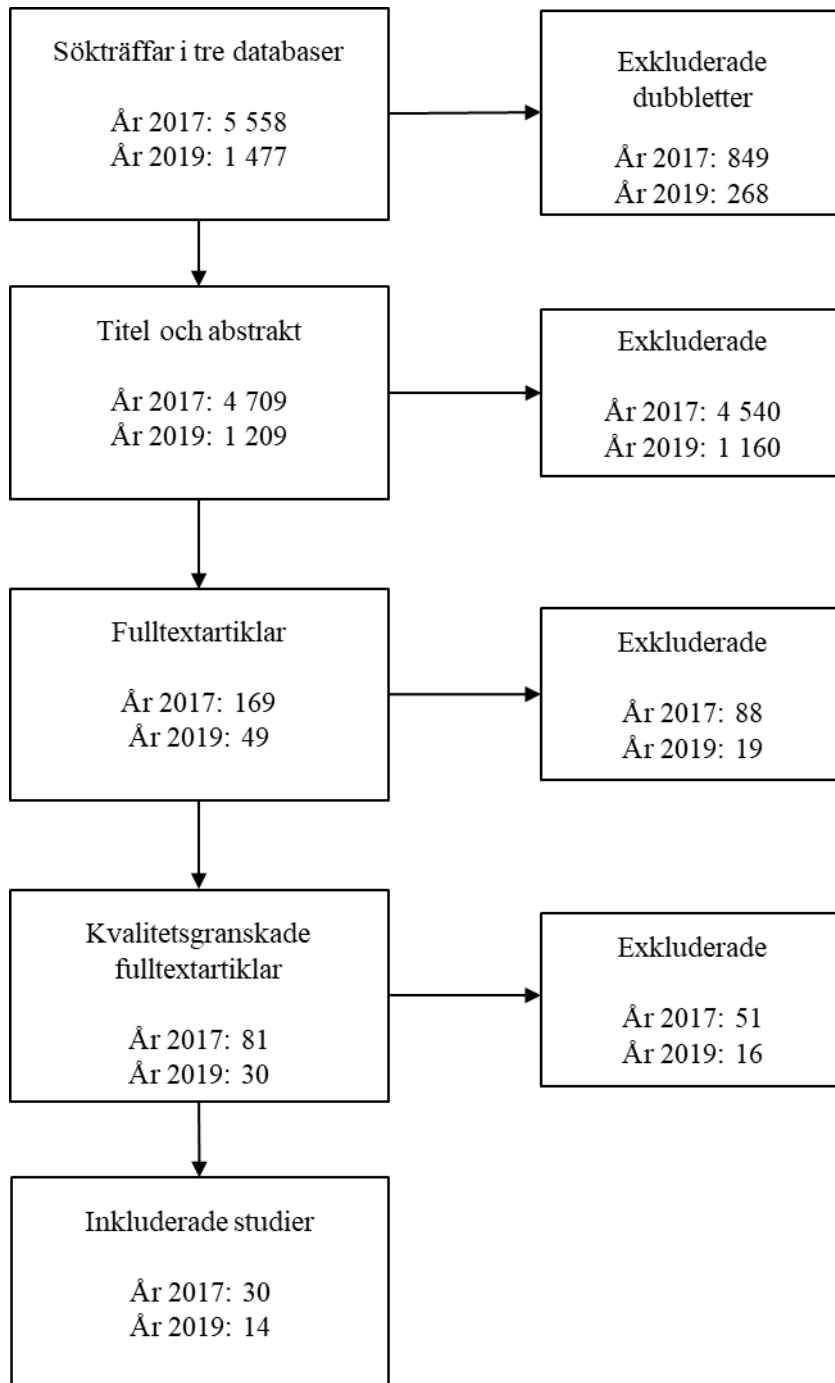 Sökträffar i tre databaser
År 2017: 5 558
År 2019: 1 477
Exkluderade
dubbletter
År 2017: 849
År 2019: 268
Titel och abstrakt
År 2017: 4 709
År 2019: 1 209
Exkluderade
År 2017: 4 540
År 2019: 1 160
Fulltextartiklar
År 2017: 169
År 2019: 49
Exkluderade
År 2017: 88
År 2019: 19
Kvalitetsgranskade
fulltextartiklar
År 2017: 81
År 2019: 30
Exkluderade
År 2017: 51
År 2019: 16
Inkluderade studier
År 2017: 30
År 2019: 14